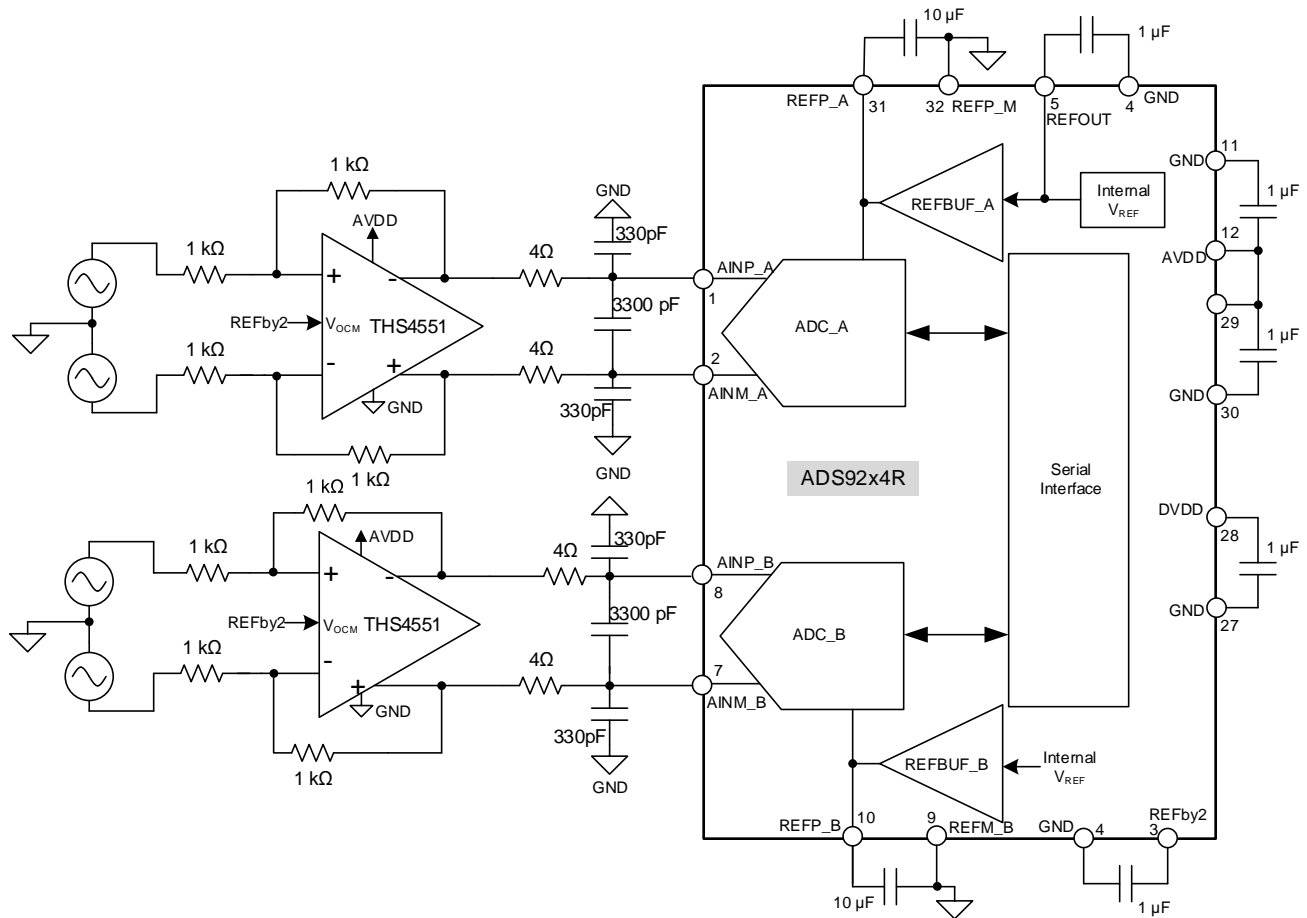 10 µF
1 µF
REFP_A
31
32
REFP_M
5
REFOUT
4
GND
11
GND
1 µF
12
AVDD
29
1 µF
GND
30
1 kΩ
AVDD
1 kΩ
+
-
REFby2
VOCM
THS4551
1 kΩ
-
+
GND
1 kΩ
4Ω
4Ω
GND
330pF
3300 pF
330pF
GND
AINP_A
1
2
AINM_A
ADC_A
REFBUF_A
Internal
VREF
Serial
Interface
ADS92x4R
DVDD
28
1 µF
GND
27
1 kΩ
AVDD
1 kΩ
+
-
REFby2
VOCM
THS4551
1 kΩ
-
+
GND
1 kΩ
4Ω
4Ω
GND
330pF
3300 pF
330pF
GND
AINP_B
8
7
AINM_B
ADC_B
REFBUF_B
Internal
VREF
REFP_B
10
9
REFM_B
GND
4
3
REFby2
10 µF
1 µF